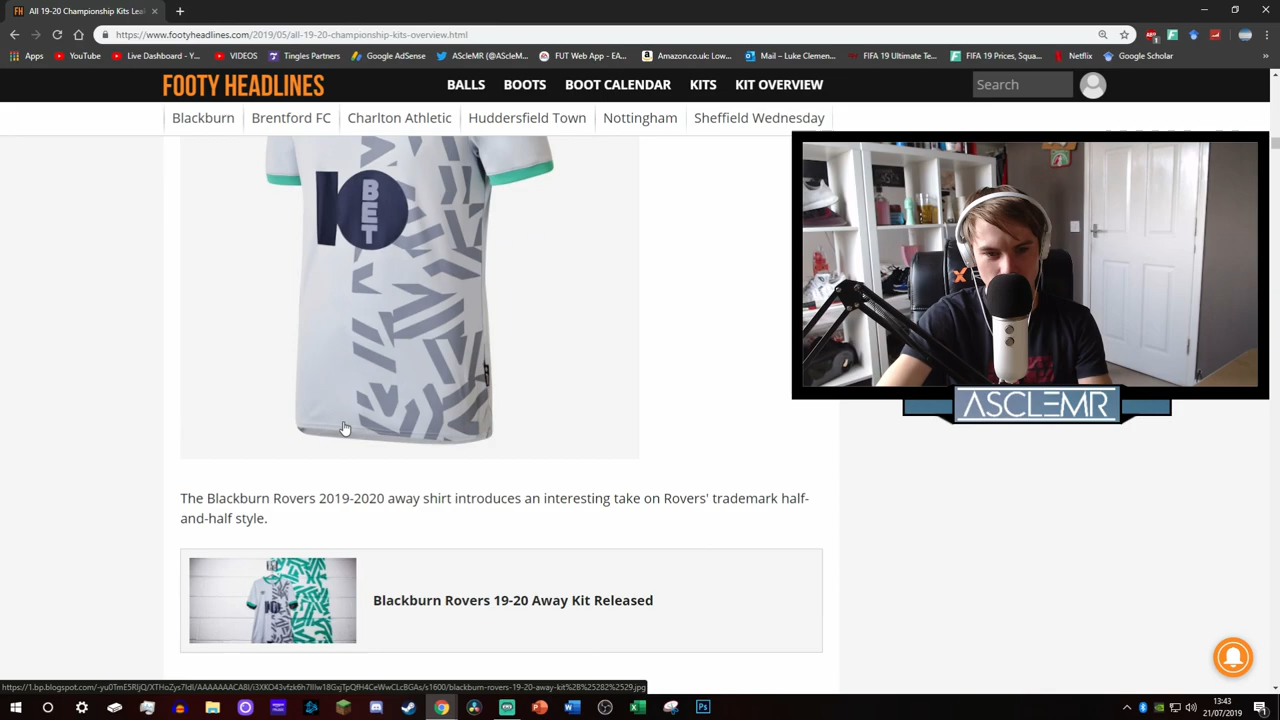 All 19-20 Championship Kits Lea
https://www.footyheadlines.com/2019/05/all-19-20-championship-kits-overview.html
Apps YouTube Live Dashboard - Y... VIDEOS Tingles Partners Google AdSense AScleMR (@AScleM... FUT Web App - EA... Amazon.co.uk: Low... Mail – Luke Clemen... FIFA 19 Ultimate Te... FIFA 19 Prices, Squa... Netflix Google Scholar »
FOOTY HEADLINES BALLS BOOTS BOOT CALENDAR KITS KIT OVERVIEW Search
Blackburn Brentford FC Charlton Athletic Huddersfield Town Nottingham Sheffield Wednesday
10
BET
ASCLEMR
The Blackburn Rovers 2019-2020 away shirt introduces an interesting take on Rovers' trademark half-
and-half style.
Blackburn Rovers 19-20 Away Kit Released
13:43
21/07/2019